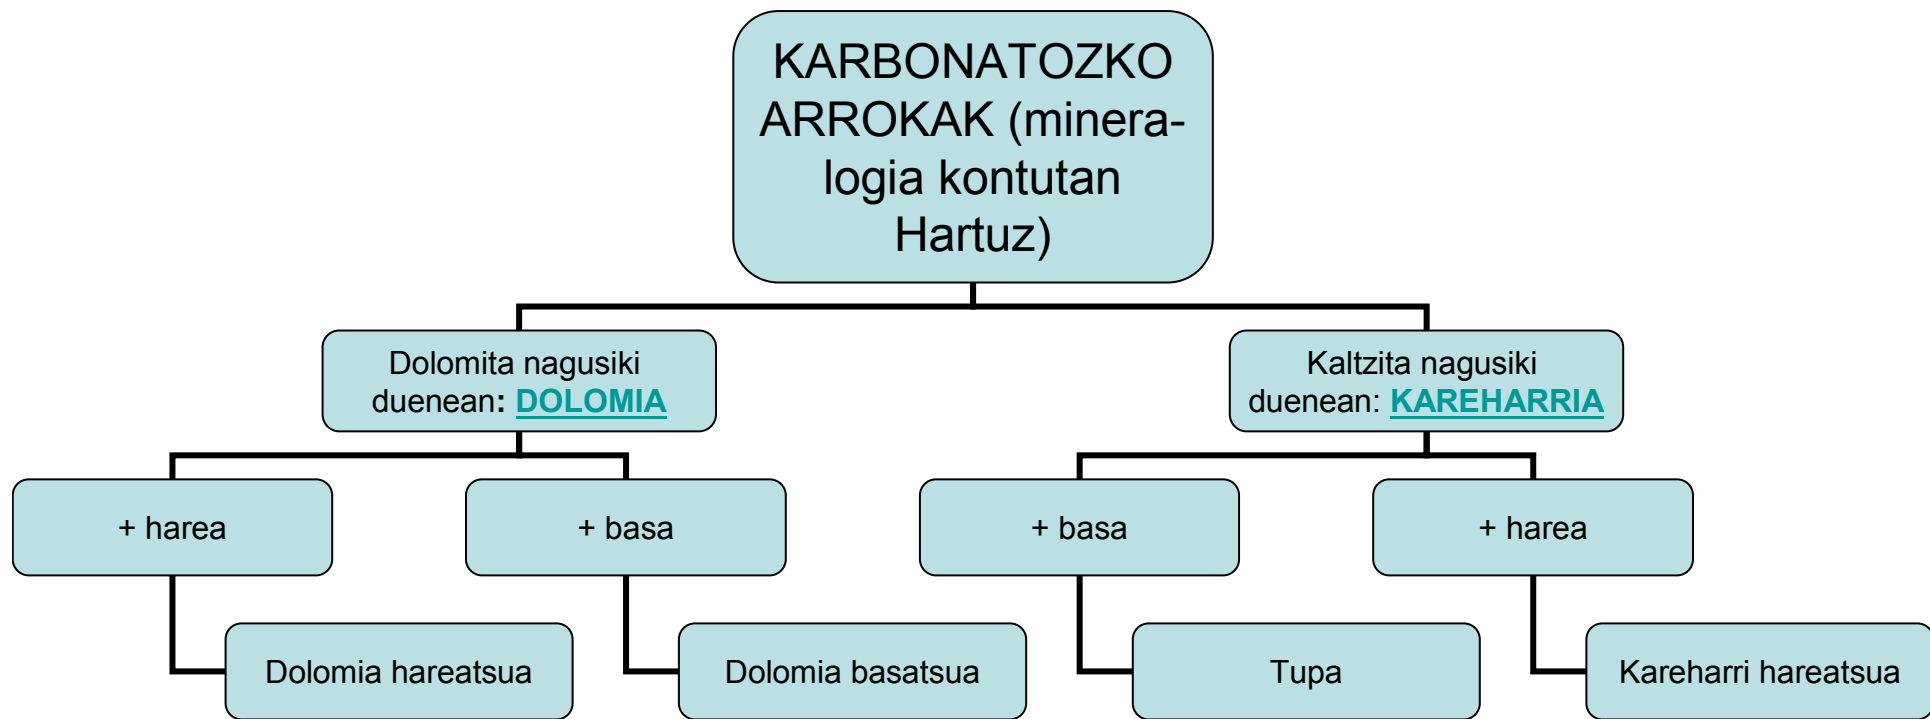 KARBONATOZKO
ARROKAK (minera-
logia kontutan
Hartuz)
Dolomita nagusiki
duenean: DOLOMIA
Kaltzita nagusiki
duenean: KAREHARRIA
+ harea
+ basa
+ basa
+ harea
Dolomia hareatsua
Dolomia basatsua
Tupa
Kareharri hareatsua